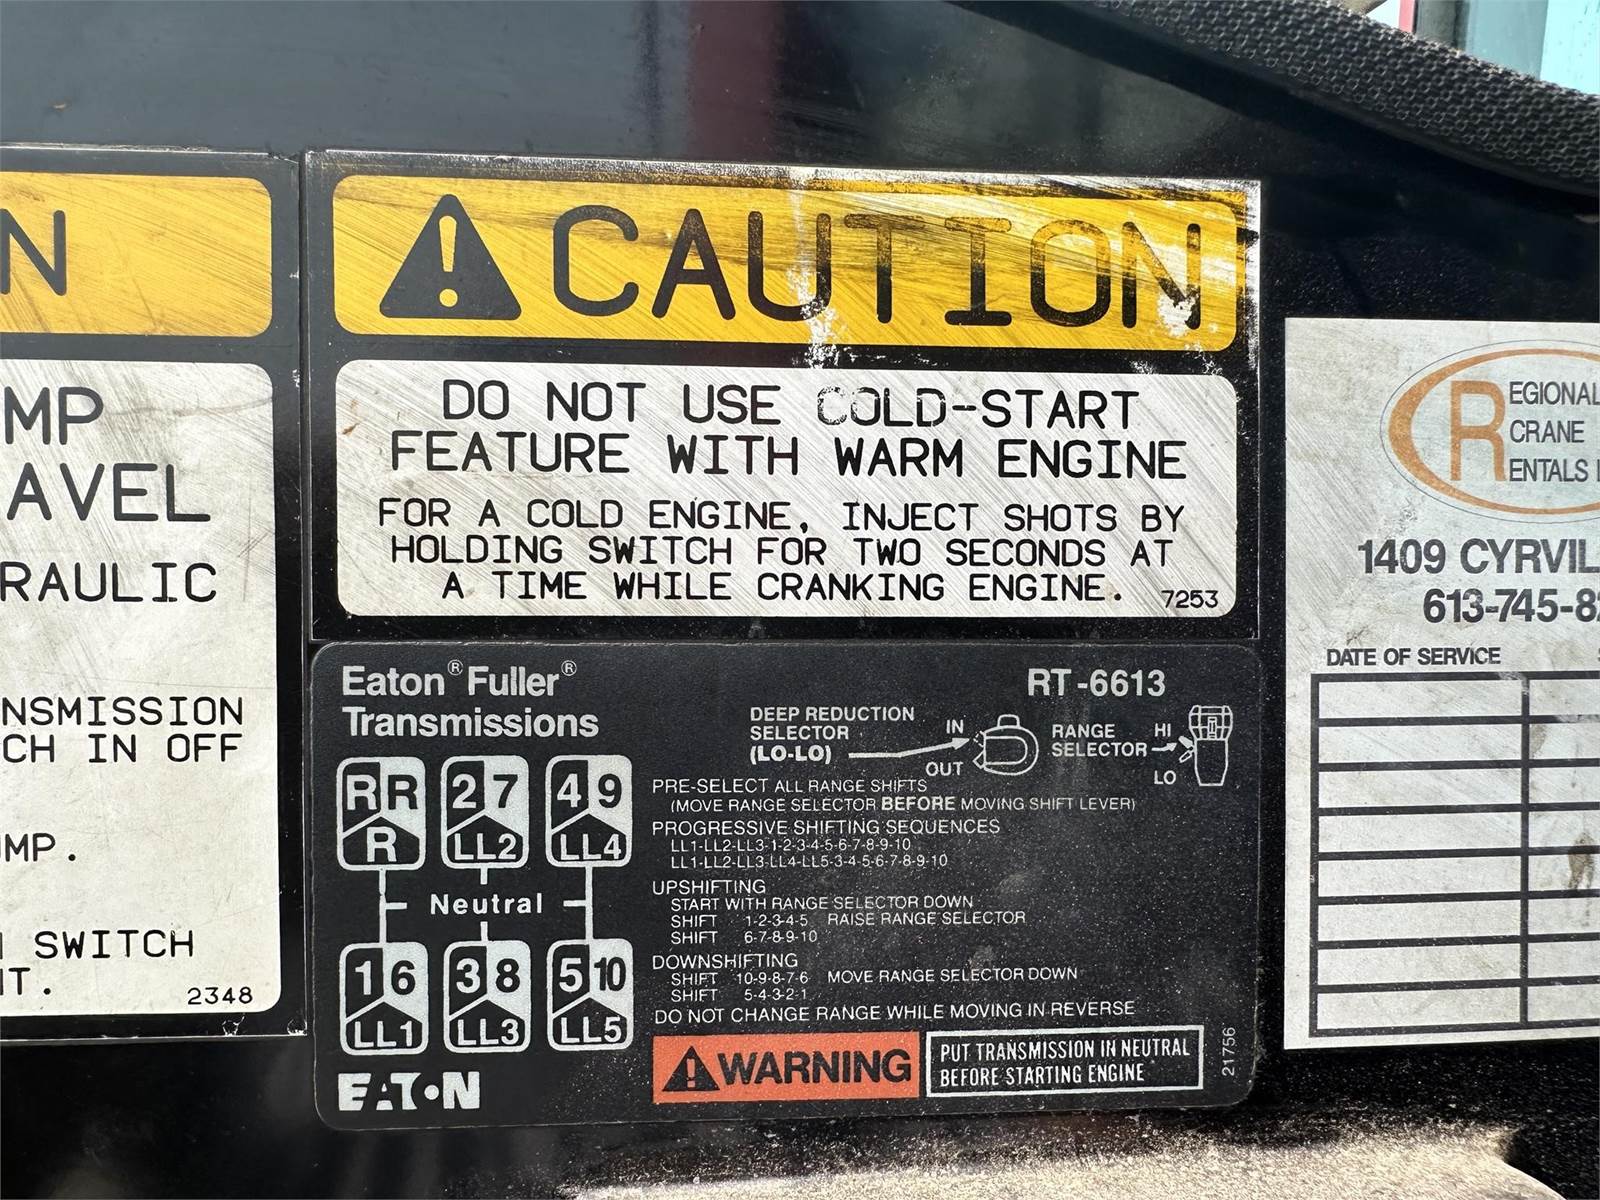 N
MP
AVEL
RAULIC
NSMISSION
CH IN OFF
MP.
SWITCH
T.
2348
CAUTION
DO NOT USE COLD-START
FEATURE WITH WARM ENGINE
FOR A COLD ENGINE, INJECT SHOTS BY
HOLDING SWITCH FOR TWO SECONDS AT
A TIME WHILE CRANKING ENGINE.
7253
Eaton® Fuller®
Transmissions
RT-6613
DEEP REDUCTION
SELECTOR
(LO-LO)
IN
OUT
RANGE
SELECTOR
HI
LO
R R 2 7 4 9
R LL2 LL4
Neutral
1 6 3 8 5 10
LL1 LL3 LL5
EATON
PRE-SELECT ALL RANGE SHIFTS
(MOVE RANGE SELECTOR BEFORE MOVING SHIFT LEVER)
PROGRESSIVE SHIFTING SEQUENCES
LL1-LL2-LL3-1-2-3-4-5-6-7-8-9-10
LL1-LL2-LL3-LL4-LL5-3-4-5-6-7-8-9-10
UPSHIFTING
START WITH RANGE SELECTOR DOWN
SHIFT 1-2-3-4-5 RAISE RANGE SELECTOR
SHIFT 6-7-8-9-10
DOWNSHIFTING
SHIFT 10-9-8-7-6 MOVE RANGE SELECTOR DOWN
SHIFT 5-4-3-2-1
DO NOT CHANGE RANGE WHILE MOVING IN REVERSE
WARNING
PUT TRANSMISSION IN NEUTRAL
BEFORE STARTING ENGINE
21756
REGIONAL
CRANE
RENTALS
1409 CYRVIL
613-745-8
DATE OF SERVICE